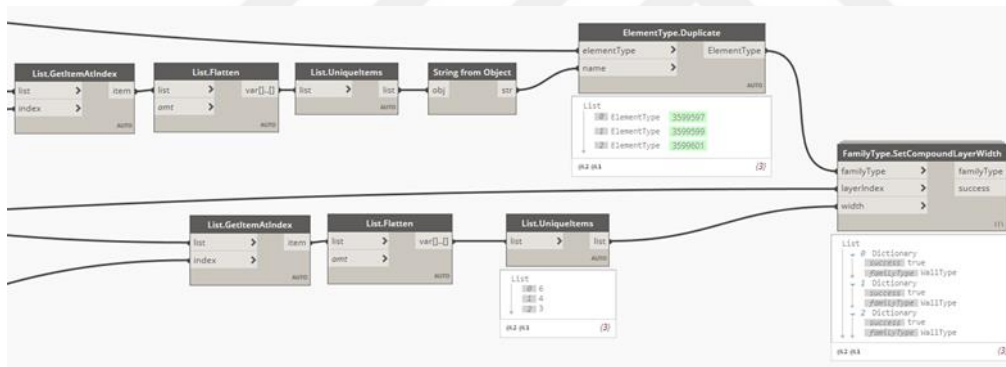 ElementType.Duplicate
elementType > ElementType
name >
AUTO
List.GetItemAtIndex
list > item
index >
AUTO
List.Flatten
list > var[]..[]
amt >
AUTO
List.UniqueItems
list > list
AUTO
String from Object
obj > str
AUTO
List
0 ElementType 3599597
1 ElementType 3599599
2 ElementType 3599601
@L2 @L1 {3}
FamilyType.SetCompoundLayerWidth
familyType > familyType
layerIndex > success
width >
List.GetItemAtIndex
list > item
index >
AUTO
List.Flatten
list > var[]..[]
amt >
AUTO
List.UniqueItems
list > list
AUTO
List
0 6
1 4
2 3
@L2 @L1 {3}
List
0 Dictionary
success true
familyType WallType
1 Dictionary
success true
familyType WallType
2 Dictionary
success true
familyType WallType